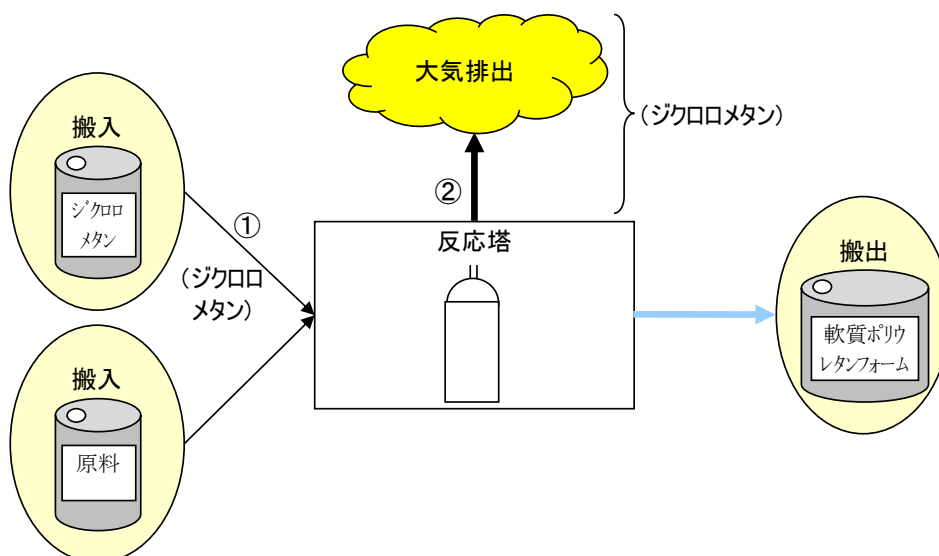 大気排出
（ジクロロメタン）
搬入
ジクロロ
メタン
①
（ジクロロ
メタン）
②
反応塔
搬出
軟質ポリウ
レタンフォーム
搬入
原料